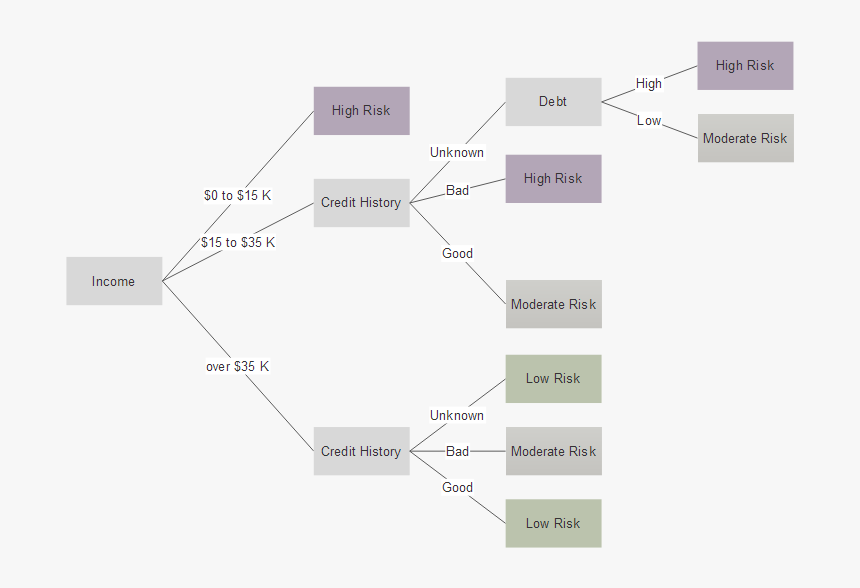 High Risk
Debt
High
Low
Moderate Risk
High Risk
Unknown
High Risk
Bad
$0 to $15 K
Credit History
$15 to $35 K
Good
Income
Moderate Risk
over $35 K
Low Risk
Unknown
Credit History
Bad
Moderate Risk
Good
Low Risk